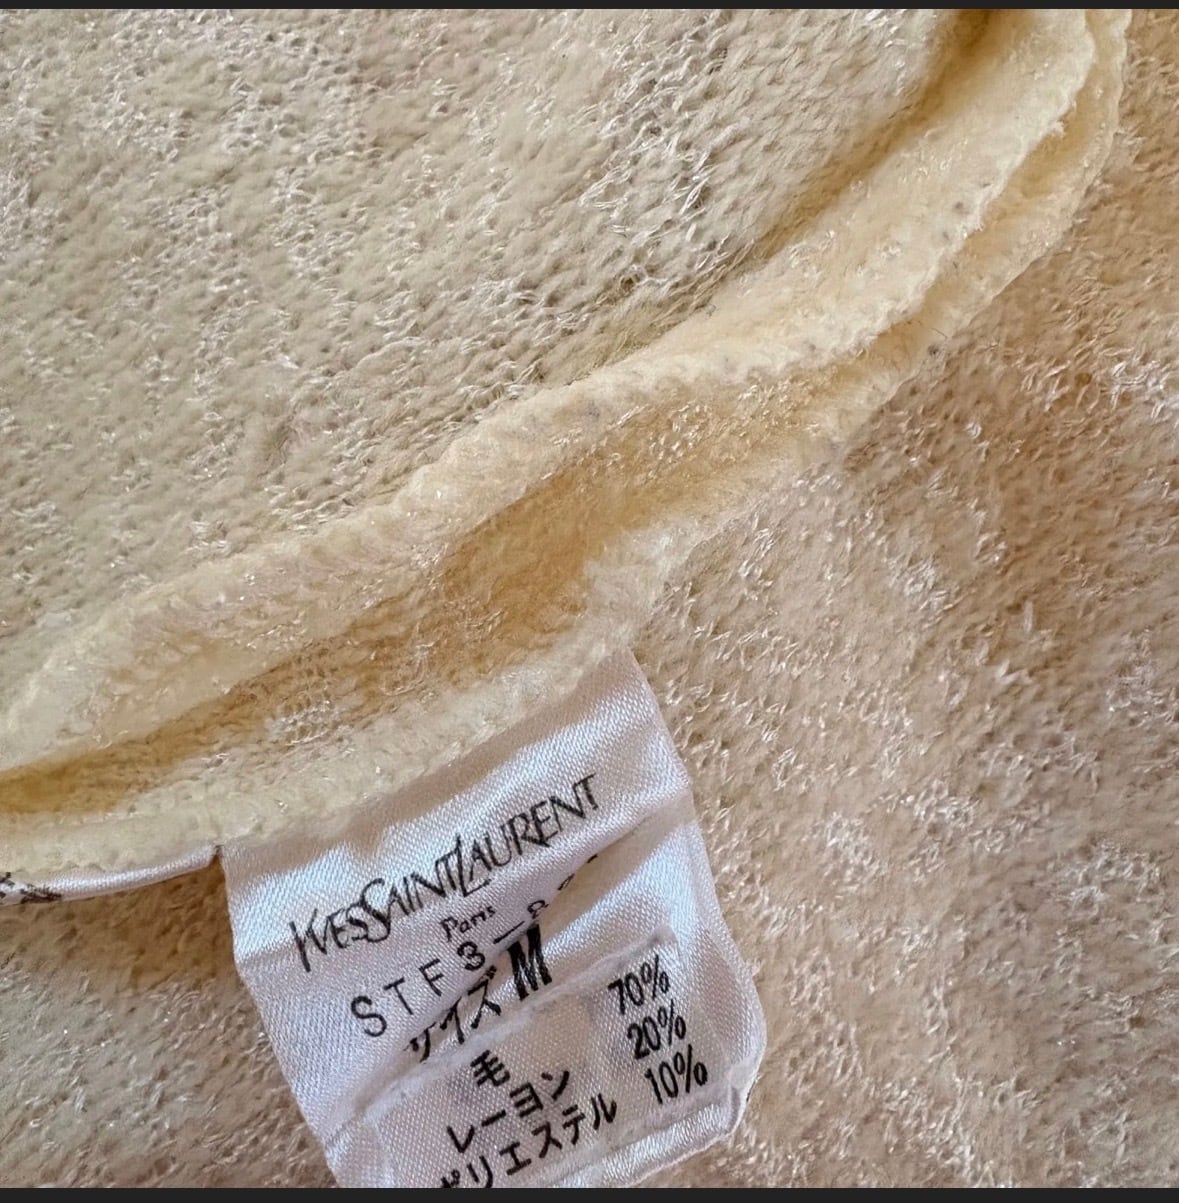 YVESSAINTLAURENT
Paris
STF3-8
サイズ M
毛 70%
レーヨン 20%
ポリエステル 10%